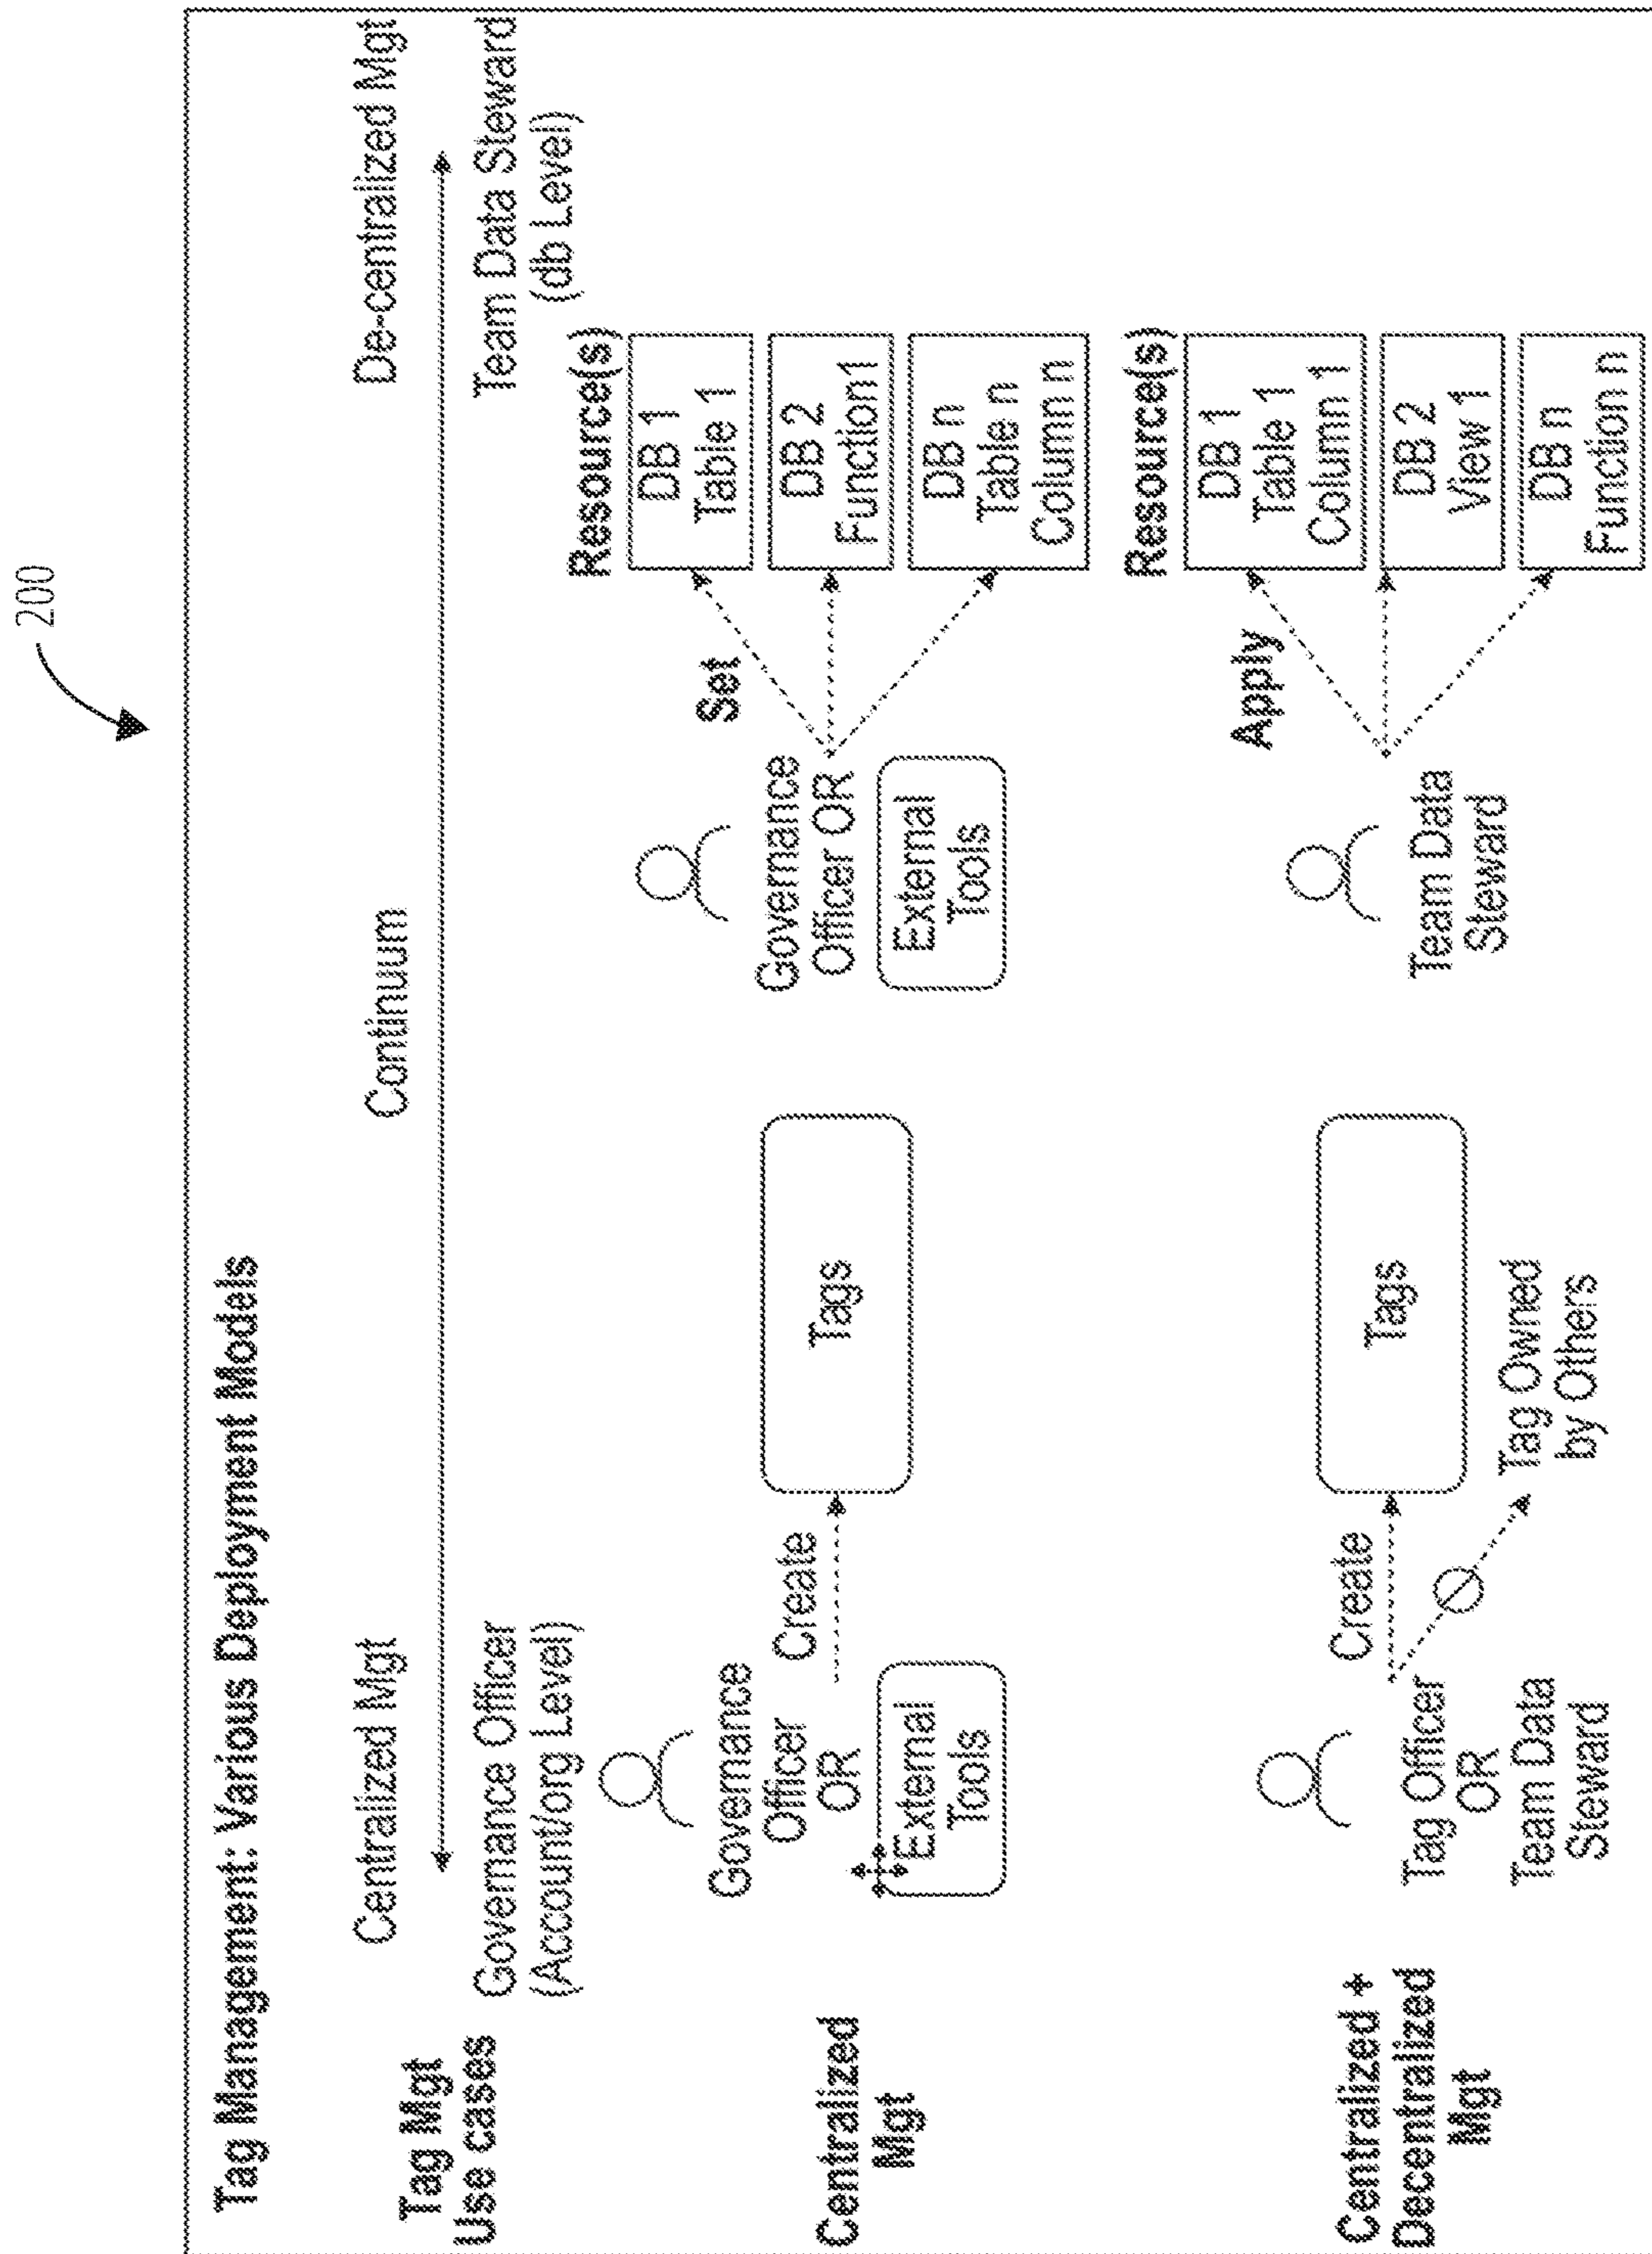 200
Tag Management: Various Deployment Models
Tag Mgt
Use cases
Centralized Mgt
Continuum
De-centralized Mgt
Governance Officer
(Account/org Level)
Team Data Steward
(db Level)
Centralized
Mgt
Governance
Officer
OR
External
Tools
Create
Tags
Governance
Officer OR
External
Tools
Set
Resource(s)
DB 1
Table 1
DB 2
Function1
DB n
Table n
Column n
Centralized +
Decentralized
Mgt
Tag Officer
OR
Team Data
Steward
Create
Tags
Tag Owned
by Others
Team Data
Steward
Apply
Resource(s)
DB 1
Table 1
Column 1
DB 2
View 1
DB n
Function n